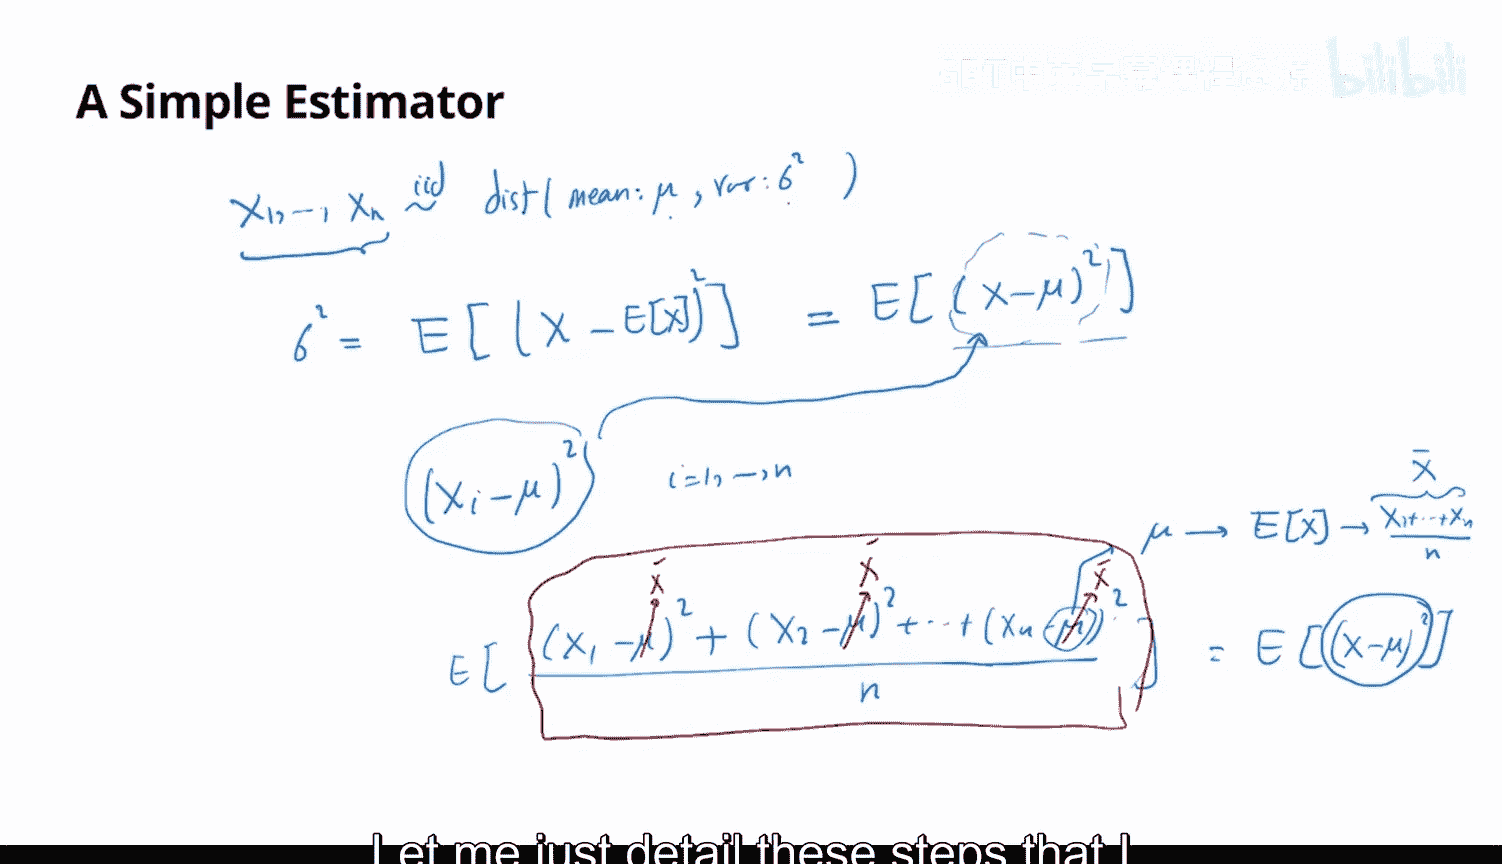 bilibili
A Simple Estimator
X₁, ..., Xₙ iid ~ dist( mean: μ, var: σ² )
σ² = E[(X - E[X])²] = E[(X-μ)²]
(Xᵢ-μ)² i=1, ..., n
X̄
μ → E[X] → X₁+...+Xₙ / n
X̄ X̄ X̄
E[ (X₁-μ)² + (X₂-μ)² + ... + (Xₙ-μ)² / n ] = E[(X-μ)²]
Let me just detail these steps that I